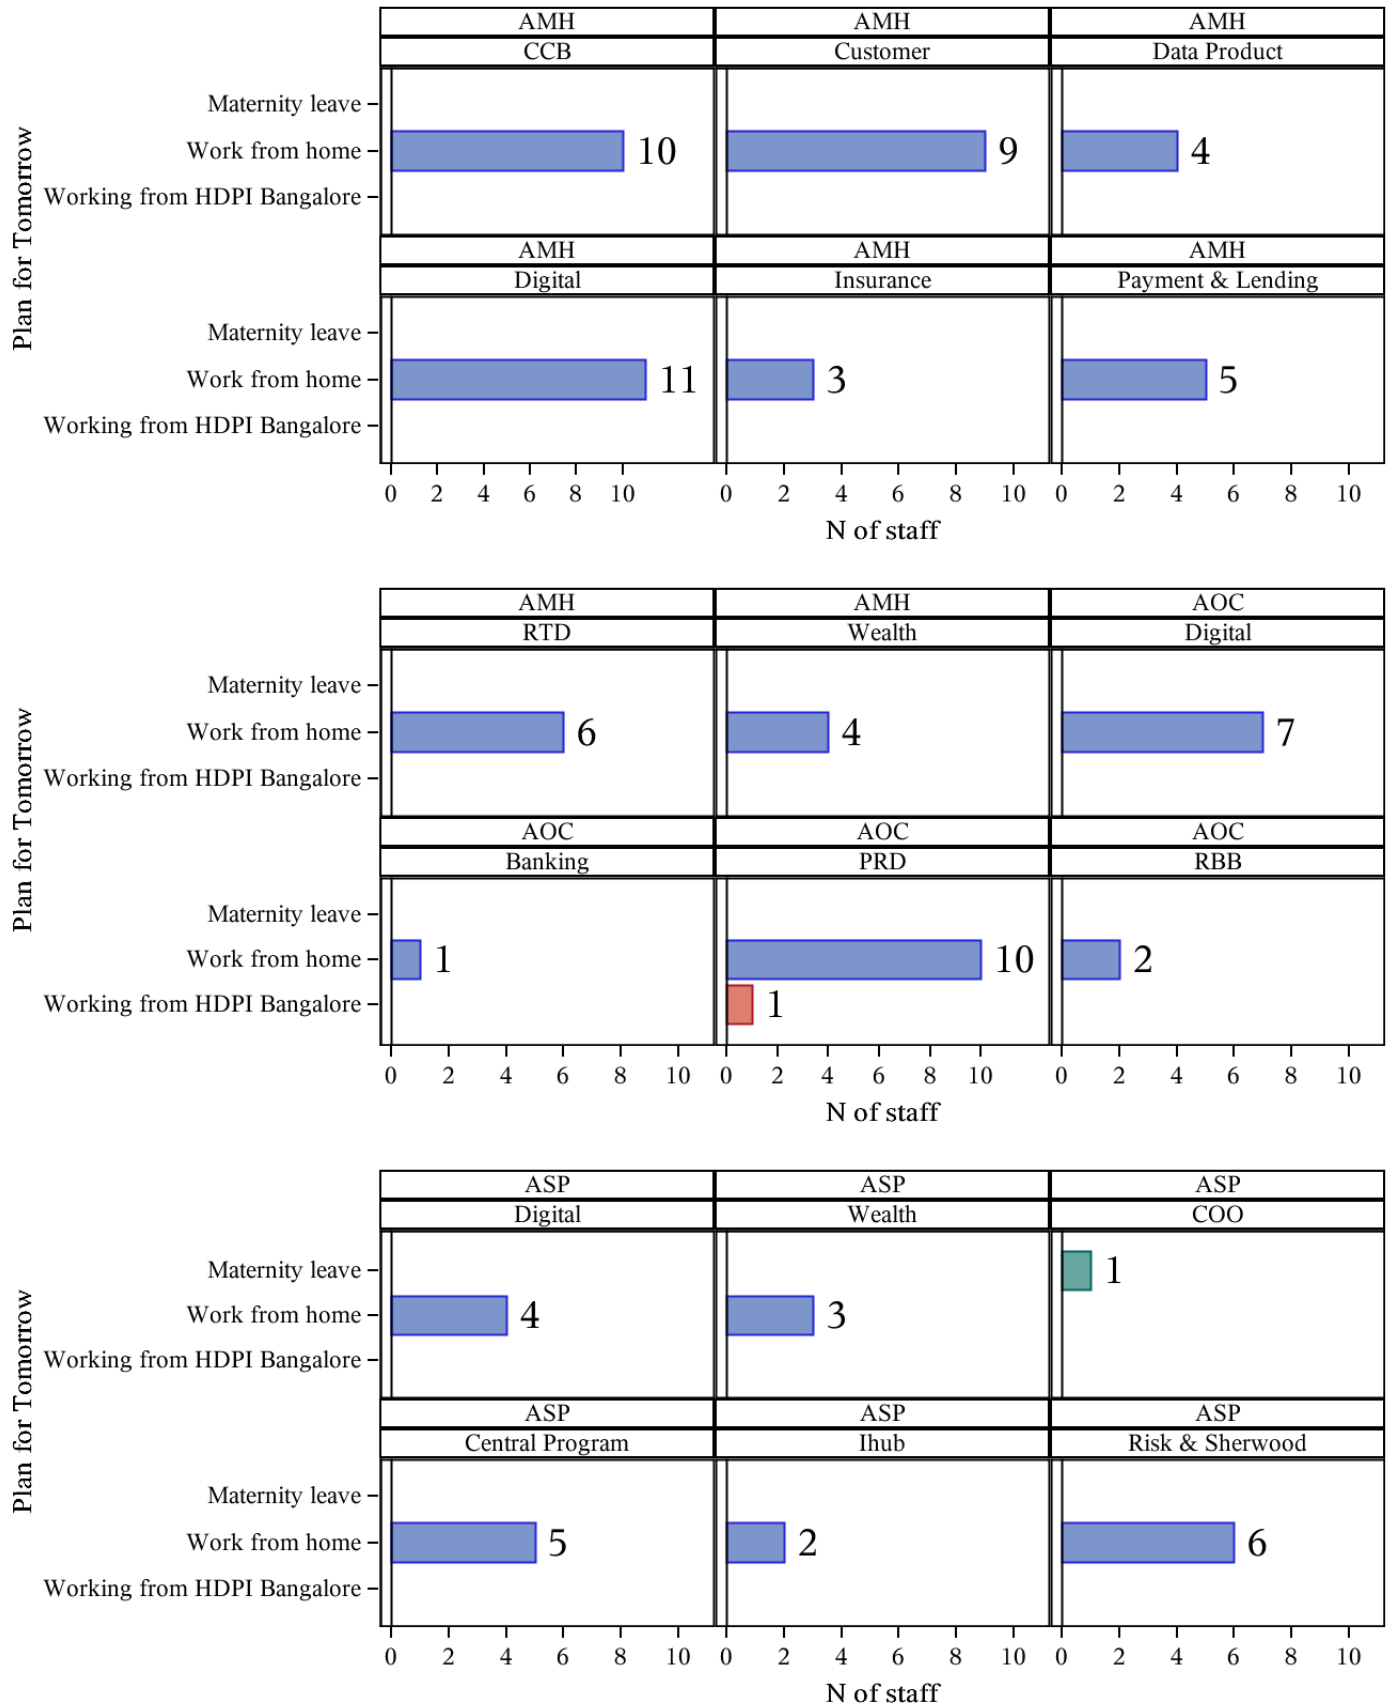 AMH AMH AMH
CCB Customer Data Product
Maternity leave
Work from home 10 9 4
Working from HDPI Bangalore
AMH AMH AMH
Digital Insurance Payment & Lending
Maternity leave
Work from home 11 3 5
Working from HDPI Bangalore
Plan for Tomorrow
0 2 4 6 8 10 0 2 4 6 8 10 0 2 4 6 8 10
N of staff
AMH AMH AOC
RTD Wealth Digital
Maternity leave
Work from home 6 4 7
Working from HDPI Bangalore
Plan for Tomorrow
AOC AOC AOC
Banking PRD RBB
Maternity leave
Work from home 1 10 2
Working from HDPI Bangalore 1
Plan for Tomorrow
0 2 4 6 8 10 0 2 4 6 8 10 0 2 4 6 8 10
N of staff
ASP ASP ASP
Digital Wealth COO
Maternity leave 1
Work from home 4 3
Working from HDPI Bangalore
ASP ASP ASP
Central Program Ihub Risk & Sherwood
Maternity leave
Work from home 5 2 6
Working from HDPI Bangalore
Plan for Tomorrow
0 2 4 6 8 10 0 2 4 6 8 10 0 2 4 6 8 10
N of staff